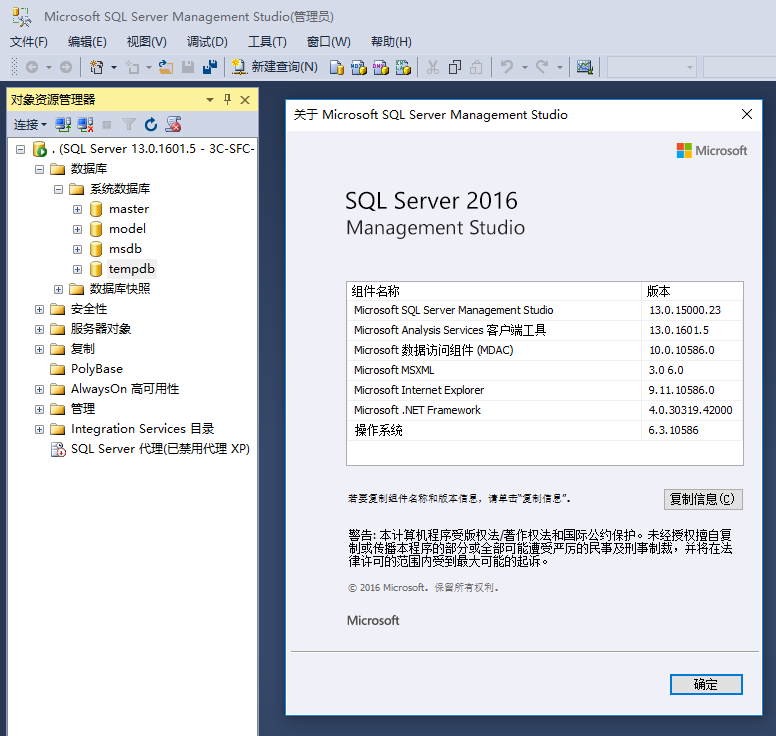 Microsoft SQL Server Management Studio(管理员)
文件(F) 编辑(E) 视图(V) 调试(D) 工具(T) 窗口(W) 帮助(H)
新建查询(N)
对象资源管理器
连接
. (SQL Server 13.0.1601.5 - 3C-SFC-
数据库
系统数据库
master
model
msdb
tempdb
数据库快照
安全性
服务器对象
复制
PolyBase
AlwaysOn 高可用性
管理
Integration Services 目录
SQL Server 代理(已禁用代理 XP)
关于 Microsoft SQL Server Management Studio
Microsoft
SQL Server 2016
Management Studio
组件名称 版本
Microsoft SQL Server Management Studio 13.0.15000.23
Microsoft Analysis Services 客户端工具 13.0.1601.5
Microsoft 数据访问组件 (MDAC) 10.0.10586.0
Microsoft MSXML 3.0 6.0
Microsoft Internet Explorer 9.11.10586.0
Microsoft .NET Framework 4.0.30319.42000
操作系统 6.3.10586
若要复制组件名称和版本信息，请单击“复制信息”。
复制信息(C)
警告: 本计算机程序受版权法/著作权法和国际公约保护。未经授权擅自复
制或传播本程序的部分或全部可能遭受严厉的民事及刑事制裁，并将在法
律许可的范围内受到最大可能的起诉。
© 2016 Microsoft。保留所有权利。
Microsoft
确定